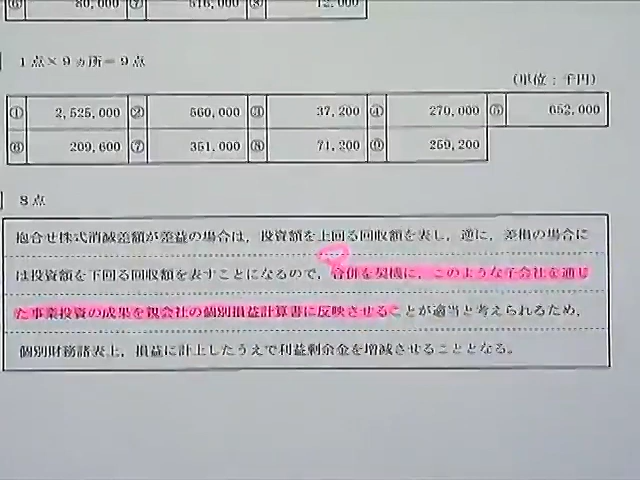 ⑥ 80,000 ⑦ 516,000 ⑧ 12,000
1点×9ヵ所=9点
(単位:千円)
① 2,525,000 ② 560,000 ③ 37,200 ④ 270,000 ⑤ 652,000
⑥ 209,600 ⑦ 351,000 ⑧ 71,200 ⑨ 259,200
8点
抱合せ株式消滅差額が差益の場合は,投資額を上回る回収額を表し,逆に,差損の場合に
は投資額を下回る回収額を表すことになるので,合併を契機に,このような子会社を通じ
た事業投資の成果を親会社の個別損益計算書に反映させることが適当と考えられるため,
個別財務諸表上,損益に計上したうえで利益剰余金を増減させることとなる。